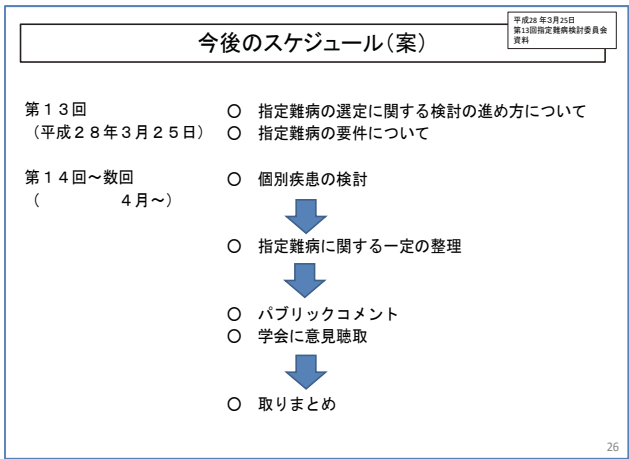 平成28年3月25日
第13回指定難病検討委員会
資料
今後のスケジュール(案)
第13回 ○ 指定難病の選定に関する検討の進め方について
(平成28年3月25日) ○ 指定難病の要件について
第14回~数回 ○ 個別疾患の検討
( 4月~)
○ 指定難病に関する一定の整理
○ パブリックコメント
○ 学会に意見聴取
○ 取りまとめ
26